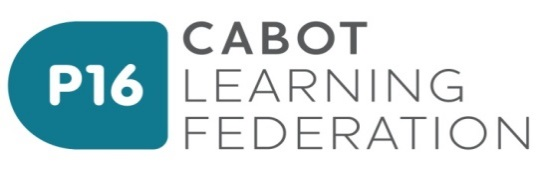 P16
CABOT
LEARNING
FEDERATION